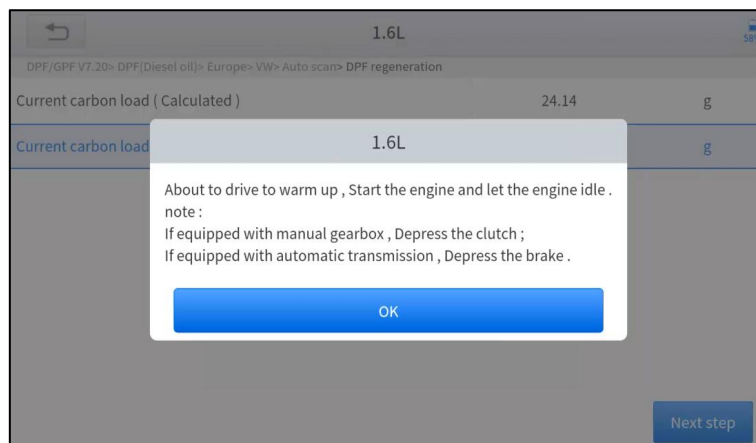 1.6L
DPF/GPF V7.20> DPF(Diesel oil)> Europe> VW> Auto scan> DPF regeneration
Current carbon load ( Calculated ) 24.14 g
Current carbon load g
1.6L
About to drive to warm up , Start the engine and let the engine idle .
note :
If equipped with manual gearbox , Depress the clutch ;
If equipped with automatic transmission , Depress the brake .
OK
Next step